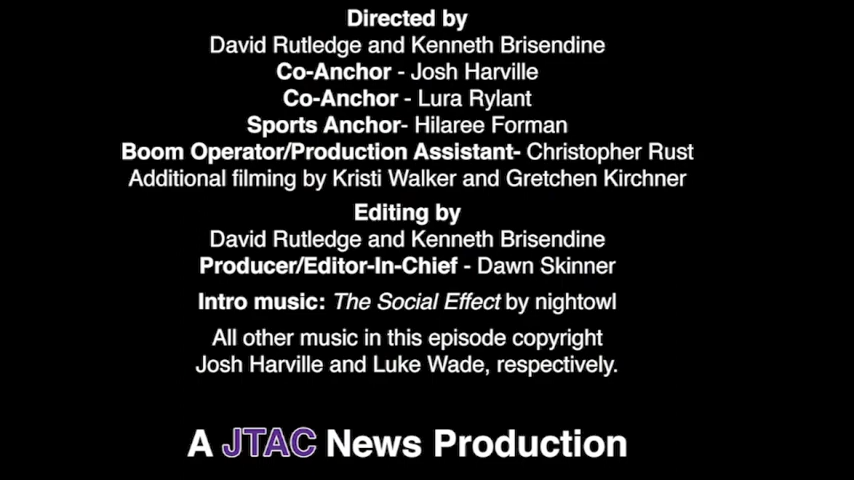 Directed by
David Rutledge and Kenneth Brisendine
Co-Anchor - Josh Harville
Co-Anchor - Lura Rylant
Sports Anchor- Hilaree Forman
Boom Operator/Production Assistant- Christopher Rust
Additional filming by Kristi Walker and Gretchen Kirchner
Editing by
David Rutledge and Kenneth Brisendine
Producer/Editor-In-Chief - Dawn Skinner
Intro music: The Social Effect by nightowl
All other music in this episode copyright
Josh Harville and Luke Wade, respectively.
A JTAC News Production